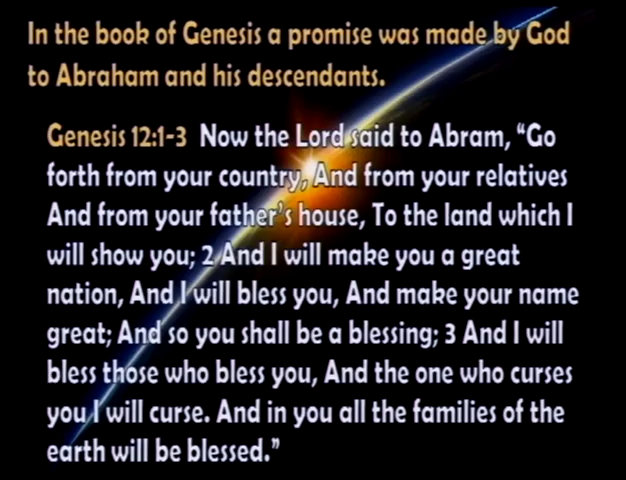 In the book of Genesis a promise was made by God
to Abraham and his descendants.
Genesis 12:1-3 Now the Lord said to Abram, “Go
forth from your country, And from your relatives
And from your father’s house, To the land which I
will show you; 2 And I will make you a great
nation, And I will bless you, And make your name
great; And so you shall be a blessing; 3 And I will
bless those who bless you, And the one who curses
you I will curse. And in you all the families of the
earth will be blessed.”